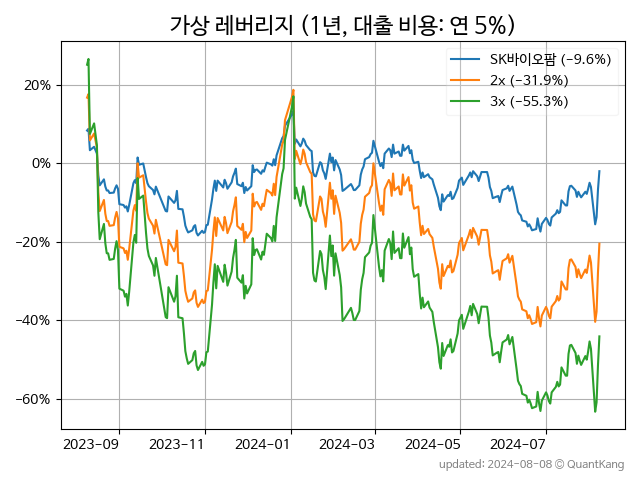 가상 레버리지 (1년, 대출 비용: 연 5%)
SK바이오팜 (−9.6%)
2x (−31.9%)
3x (−55.3%)
20%
0%
−20%
−40%
−60%
2023-09 2023-11 2024-01 2024-03 2024-05 2024-07
updated: 2024-08-08 © QuantKang